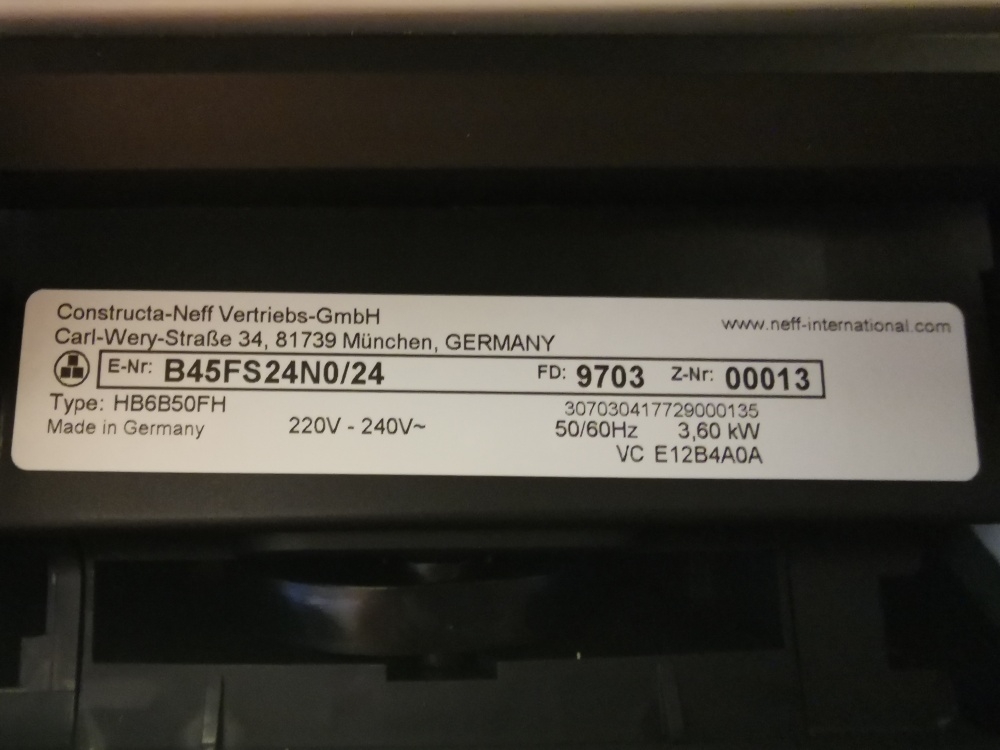 Constructa-Neff Vertriebs-GmbH
Carl-Wery-Straße 34, 81739 München, GERMANY
www.neff-international.com
E-Nr: B45FS24N0/24 FD: 9703 Z-Nr: 00013
Type: HB6B50FH 307030417729000135
Made in Germany 220V - 240V~ 50/60Hz 3,60 kW
VC E12B4A0A